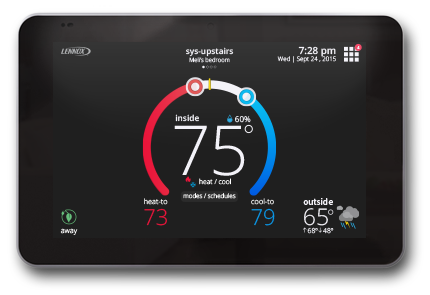 LENNOX
sys-upstairs
Meli's bedroom
7:28 pm
Wed | Sept 24, 2015
inside
60%
75°
heat / cool
modes / schedules
heat-to
73
cool-to
79
outside
65°
↑68°↓48°
away